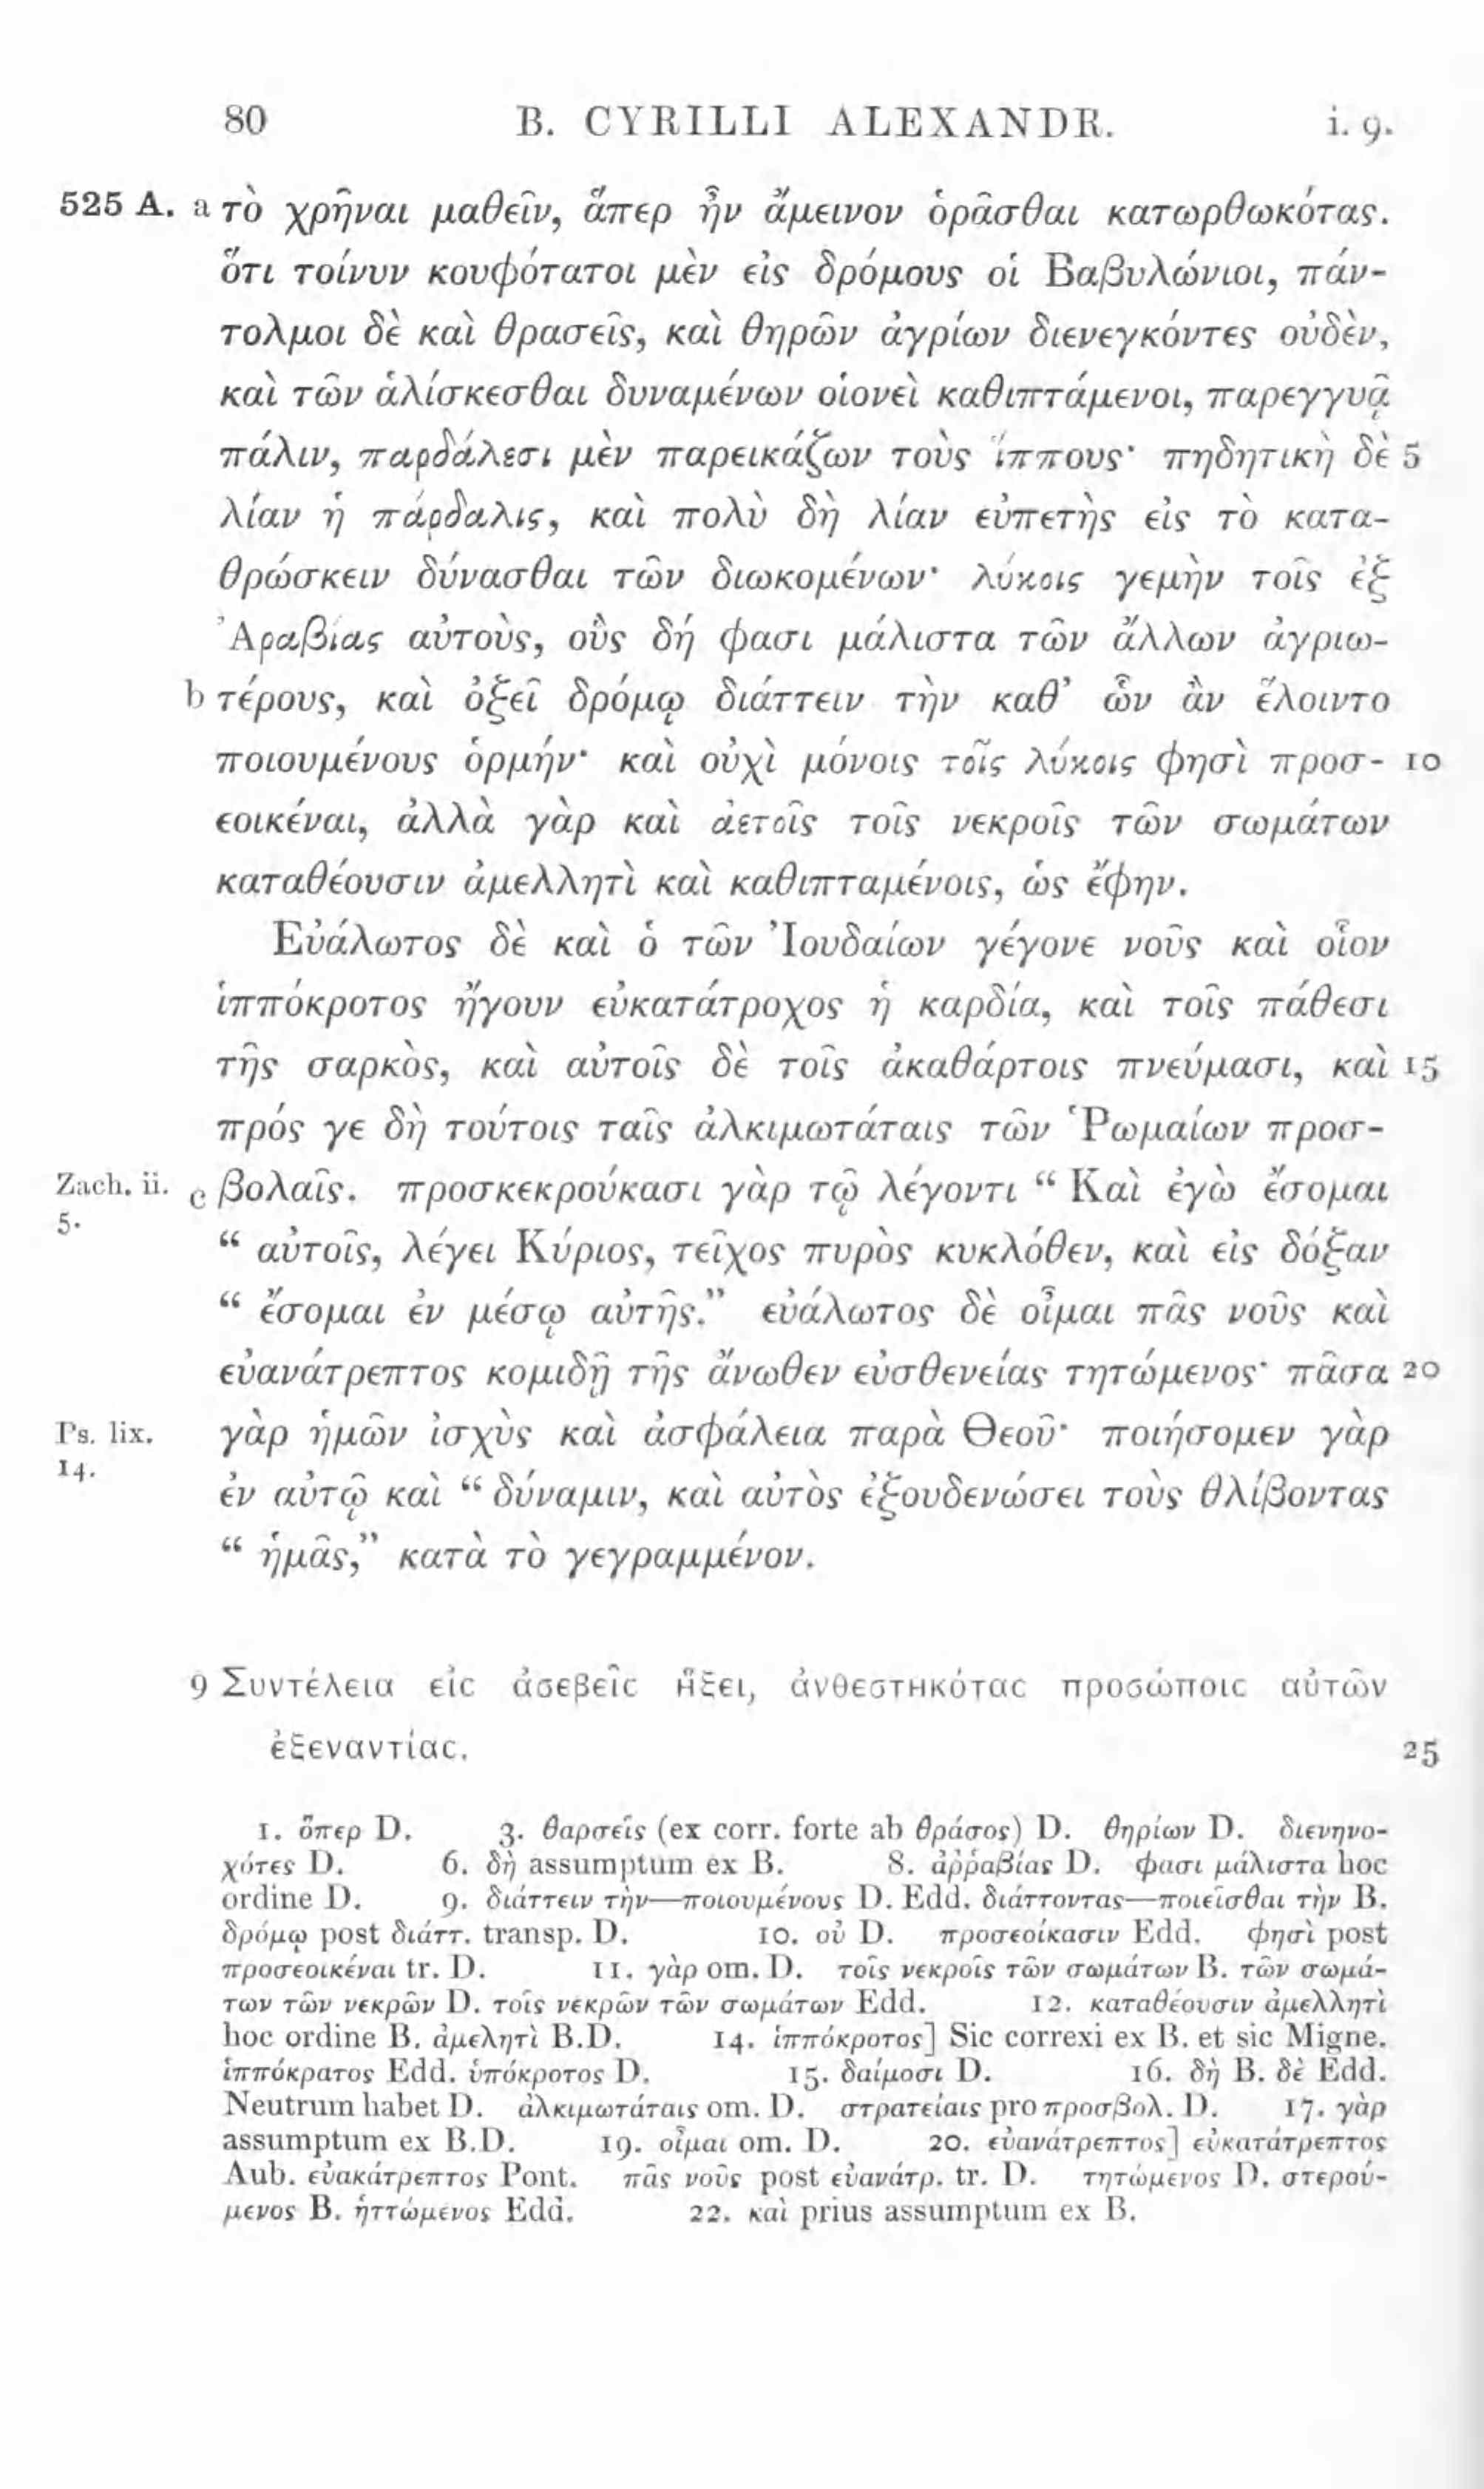 80 B. CYRILLI ALEXANDR. i. 9.
525 A. a τὸ χρῆναι μαθεῖν, ἅπερ ἦν ἄμεινον ὁρᾶσθαι κατωρθωκότας.
ὅτι τοίνυν κουφότατοι μὲν εἰς δρόμους οἱ Βαβυλώνιοι, πάν-
τολμοι δὲ καὶ θρασεῖς, καὶ θηρῶν ἀγρίων διενεγκόντες οὐδὲν,
καὶ τῶν ἁλίσκεσθαι δυναμένων οἱονεὶ καθιπτάμενοι, παρεγγυᾷ
πάλιν, παρδάλεσι μὲν παρεικάζων τοὺς ἵππους· πηδητικὴ δὲ 5
λίαν ἡ πάρδαλις, καὶ πολὺ δὴ λίαν εὐπετὴς εἰς τὸ κατα-
θρώσκειν δύνασθαι τῶν διωκομένων· λύκοις γεμὴν τοῖς ἐξ
Ἀραβίας αὐτοὺς, οὓς δή φασι μάλιστα τῶν ἄλλων ἀγριω-
b τέρους, καὶ ὀξεῖ δρόμῳ διάττειν τὴν καθ’ ὧν ἂν ἕλοιντο
ποιουμένους ὁρμήν· καὶ οὐχὶ μόνοις τοῖς λύκοις φησὶ προσ- 10
εοικέναι, ἀλλὰ γὰρ καὶ ἀετοῖς τοῖς νεκροῖς τῶν σωμάτων
καταθέουσιν ἀμελλητὶ καὶ καθιπταμένοις, ὡς ἔφην.
Εὐάλωτος δὲ καὶ ὁ τῶν Ἰουδαίων γέγονε νοῦς καὶ οἷον
ἱππόκροτος ἤγουν εὐκατάτροχος ἡ καρδία, καὶ τοῖς πάθεσι
τῆς σαρκὸς, καὶ αὐτοῖς δὲ τοῖς ἀκαθάρτοις πνεύμασι, καὶ 15
πρός γε δὴ τούτοις ταῖς ἀλκιμωτάταις τῶν Ῥωμαίων προσ-
Zach. ii. 5. c βολαῖς. προσκεκρούκασι γὰρ τῷ λέγοντι “ Καὶ ἐγὼ ἔσομαι
“ αὐτοῖς, λέγει Κύριος, τεῖχος πυρὸς κυκλόθεν, καὶ εἰς δόξαν
“ ἔσομαι ἐν μέσῳ αὐτῆς.” εὐάλωτος δὲ οἶμαι πᾶς νοῦς καὶ
εὐανάτρεπτος κομιδῇ τῆς ἄνωθεν εὐσθενείας τητώμενος· πᾶσα 20
Ps. lix. 14. γὰρ ἡμῶν ἰσχὺς καὶ ἀσφάλεια παρὰ Θεοῦ· ποιήσομεν γὰρ
ἐν αὐτῷ καὶ “ δύναμιν, καὶ αὐτὸς ἐξουδενώσει τοὺς θλίβοντας
“ ἡμᾶς,” κατὰ τὸ γεγραμμένον.
9 Συντέλεια εἰς ἀσεβεῖς ἥξει, ἀνθεστηκότας προσώποις αὐτῶν
ἐξεναντίας. 25
1. ὅπερ D. 3. θαρσεῖς (ex corr. forte ab θράσος) D. θηρίων D. διενηνο-
χότες D. 6. δὴ assumptum ex B. 8. ἀῤῥαβίας D. φασι μάλιστα hoc
ordine D. 9. διάττειν τὴν—ποιουμένους D. Edd. διάττοντας—ποιεῖσθαι τὴν B.
δρόμῳ post διάττ. transp. D. 10. οὐ D. προσεοίκασιν Edd. φησὶ post
προσεοικέναι tr. D. 11. γὰρ om. D. τοῖς νεκροῖς τῶν σωμάτων B. τῶν σωμά-
των τῶν νεκρῶν D. τοῖς νεκρῶν τῶν σωμάτων Edd. 12. καταθέουσιν ἀμελλητὶ
hoc ordine B. ἀμελητὶ B.D. 14. ἱππόκροτος] Sic correxi ex B. et sic Migne.
ἱππόκρατος Edd. ὑπόκροτος D. 15. δαίμοσι D. 16. δὴ B. δὲ Edd.
Neutrum habet D. ἀλκιμωτάταις om. D. στρατείαις pro προσβολ. D. 17. γὰρ
assumptum ex B.D. 19. οἶμαι om. D. 20. εὐανάτρεπτος] εὐκατάτρεπτος
Aub. εὐακάτρεπτος Pont. πᾶς νοῦς post εὐανάτρ. tr. D. τητώμενος D. στερού-
μενος B. ἡττώμενος Edd. 22. καὶ prius assumptum ex B.